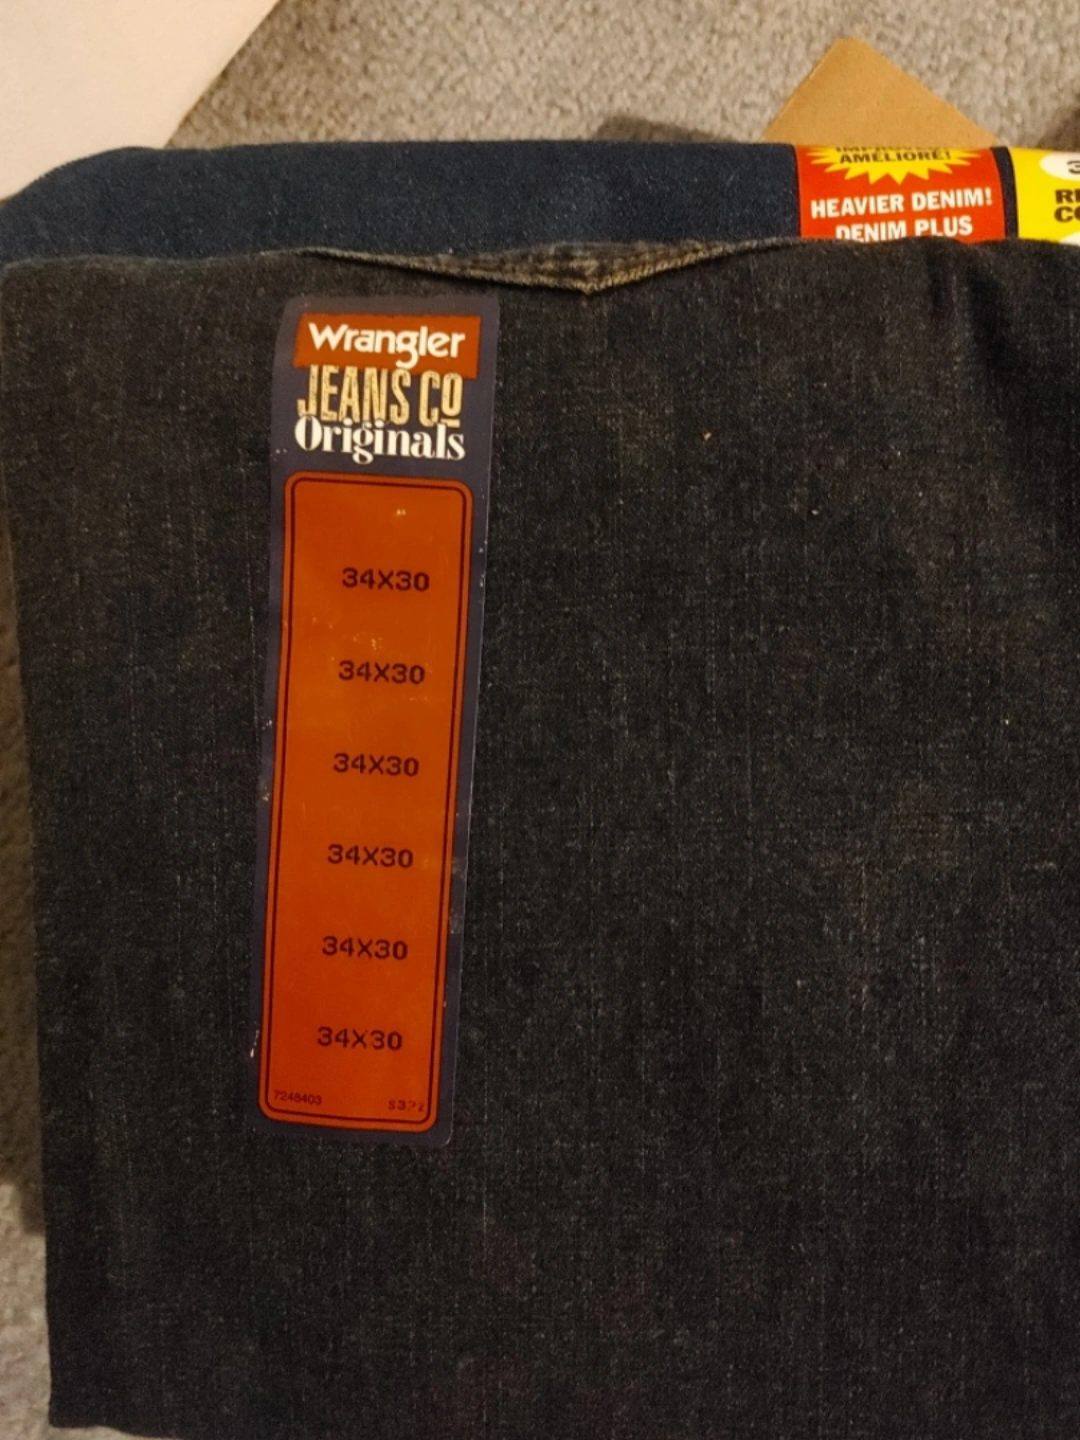 AMÉLIORÉ!
HEAVIER DENIM!
DENIM PLUS
Wrangler
JEANS CO
Originals
34X30
34X30
34X30
34X30
34X30
34X30
7248403